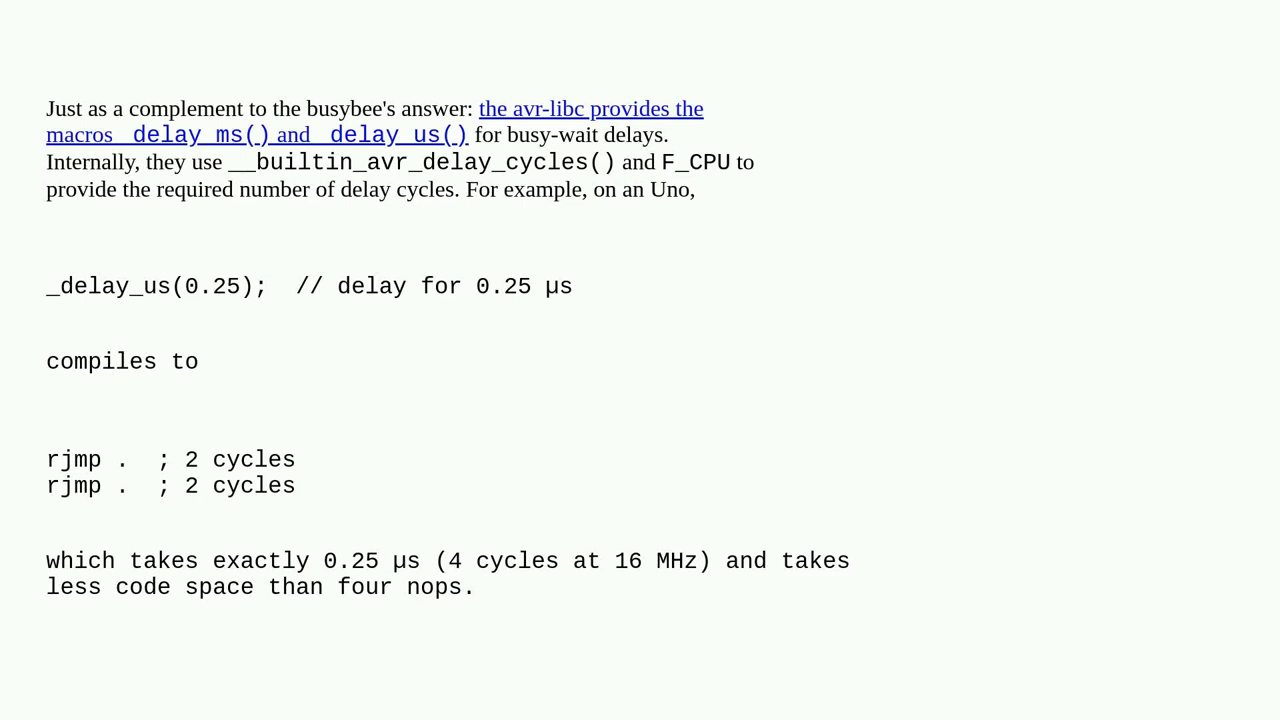 Just as a complement to the busybee's answer: the avr-libc provides the
macros _delay_ms() and _delay_us() for busy-wait delays.
Internally, they use __builtin_avr_delay_cycles() and F_CPU to
provide the required number of delay cycles. For example, on an Uno,
_delay_us(0.25);  // delay for 0.25 µs
compiles to
rjmp .  ; 2 cycles
rjmp .  ; 2 cycles
which takes exactly 0.25 µs (4 cycles at 16 MHz) and takes
less code space than four nops.